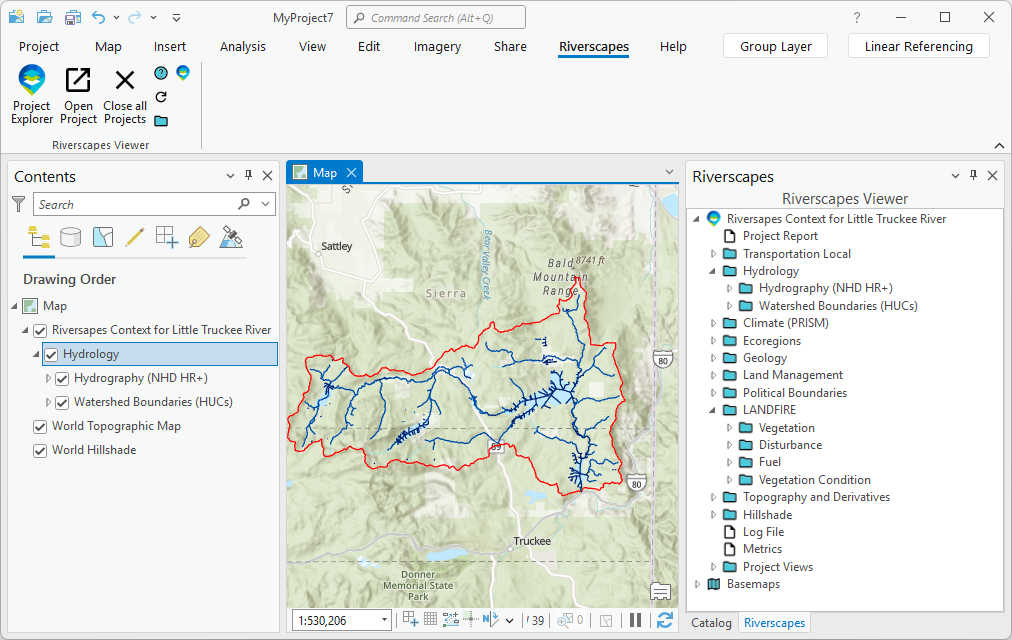 MyProject7
Command Search (Alt+Q)
?
Project
Map
Insert
Analysis
View
Edit
Imagery
Share
Riverscapes
Help
Group Layer
Linear Referencing
Project Explorer
Open Project
Close all Projects
Riverscapes Viewer
Contents
Search
Drawing Order
Map
Riversapes Context for Little Truckee River
Hydrology
Hydrography (NHD HR+)
Watershed Boundaries (HUCs)
World Topographic Map
World Hillshade
Map
Sattley
Bear Valley Creek
8741 ft
Bald
Mountain
Range
Sierra
80
89
80
Truckee
Donner
Memorial State
Park
1:530,206
39
0
Riverscapes
Riverscapes Viewer
Riversapes Context for Little Truckee River
Project Report
Transportation Local
Hydrology
Hydrography (NHD HR+)
Watershed Boundaries (HUCs)
Climate (PRISM)
Ecoregions
Geology
Land Management
Political Boundaries
LANDFIRE
Vegetation
Disturbance
Fuel
Vegetation Condition
Topography and Derivatives
Hillshade
Log File
Metrics
Project Views
Basemaps
Catalog
Riverscapes